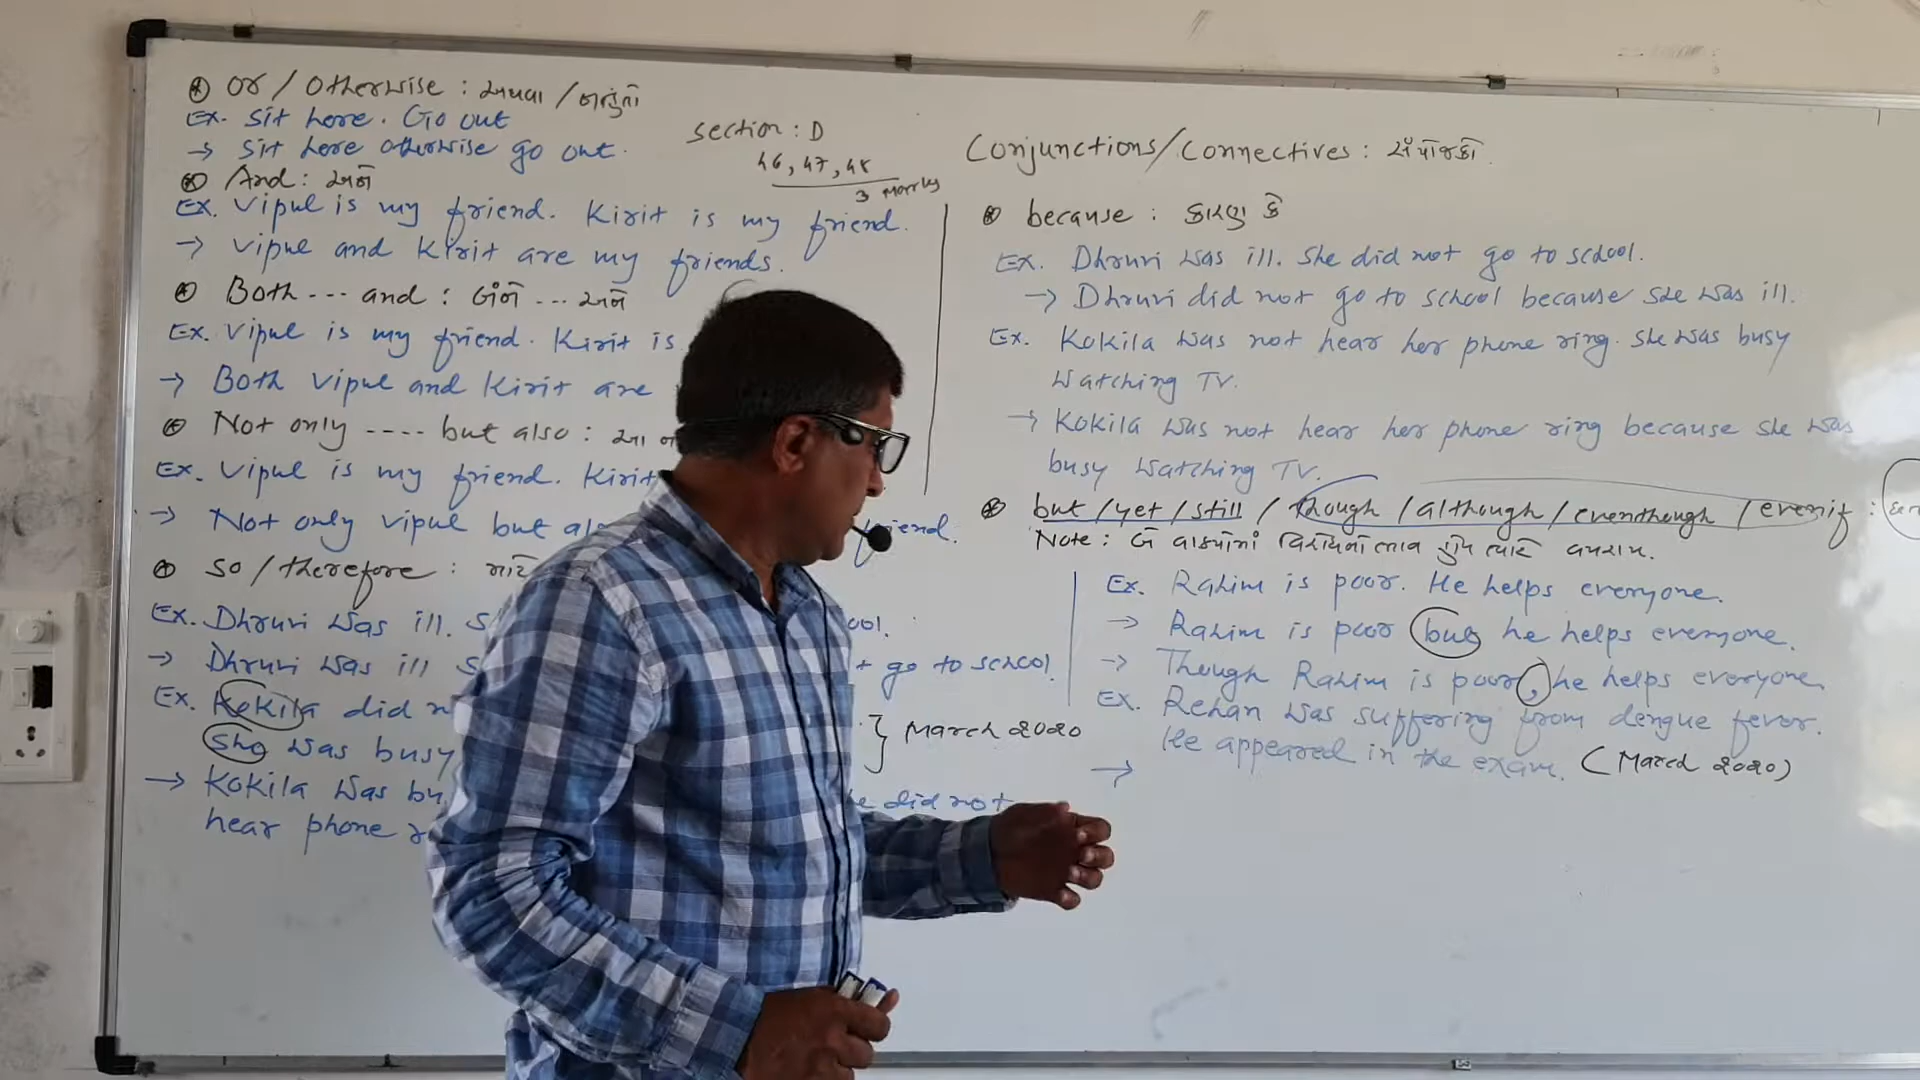 or / otherwise : અથવા / નહીંતો
Ex. Sit here. Go out
→ Sit here otherwise go out.
And : અને
Ex. Vipul is my friend. Kirit is my friend.
→ Vipul and Kirit are my friends.
Both --- and : બંને --- અને
Ex. Vipul is my friend. Kirit is
→ Both Vipul and Kirit are
Not only ---- but also : આ
Ex. Vipul is my friend. Kirit
→ Not only Vipul but friend.
so / therefore :
Ex. Dhruvi was ill.
→ Dhruvi was ill go to school.
Ex. Kokila did
She was busy } March 2020
→ Kokila was did not
hear phone
Section : D
46, 47, 48
3 Marks
Conjunctions/Connectives : સંયોજકો.
because : કારણ કે
Ex. Dhruvi was ill. She did not go to school.
→ Dhruvi did not go to school because she was ill.
Ex. Kokila was not hear her phone ring. She was busy
watching TV.
→ Kokila was not hear her phone ring because she was
busy watching TV.
but / yet / still / though / although / eventhough / evenif :
Note : બે વાક્યોમાં વિરોધનો ભાવ હોય ત્યારે વપરાય.
Ex. Rahim is poor. He helps everyone.
→ Rahim is poor but he helps everyone.
→ Though Rahim is poor, he helps everyone.
Ex. Rehan was suffering from dengue fever.
He appeared in the exam. (March 2020)
→